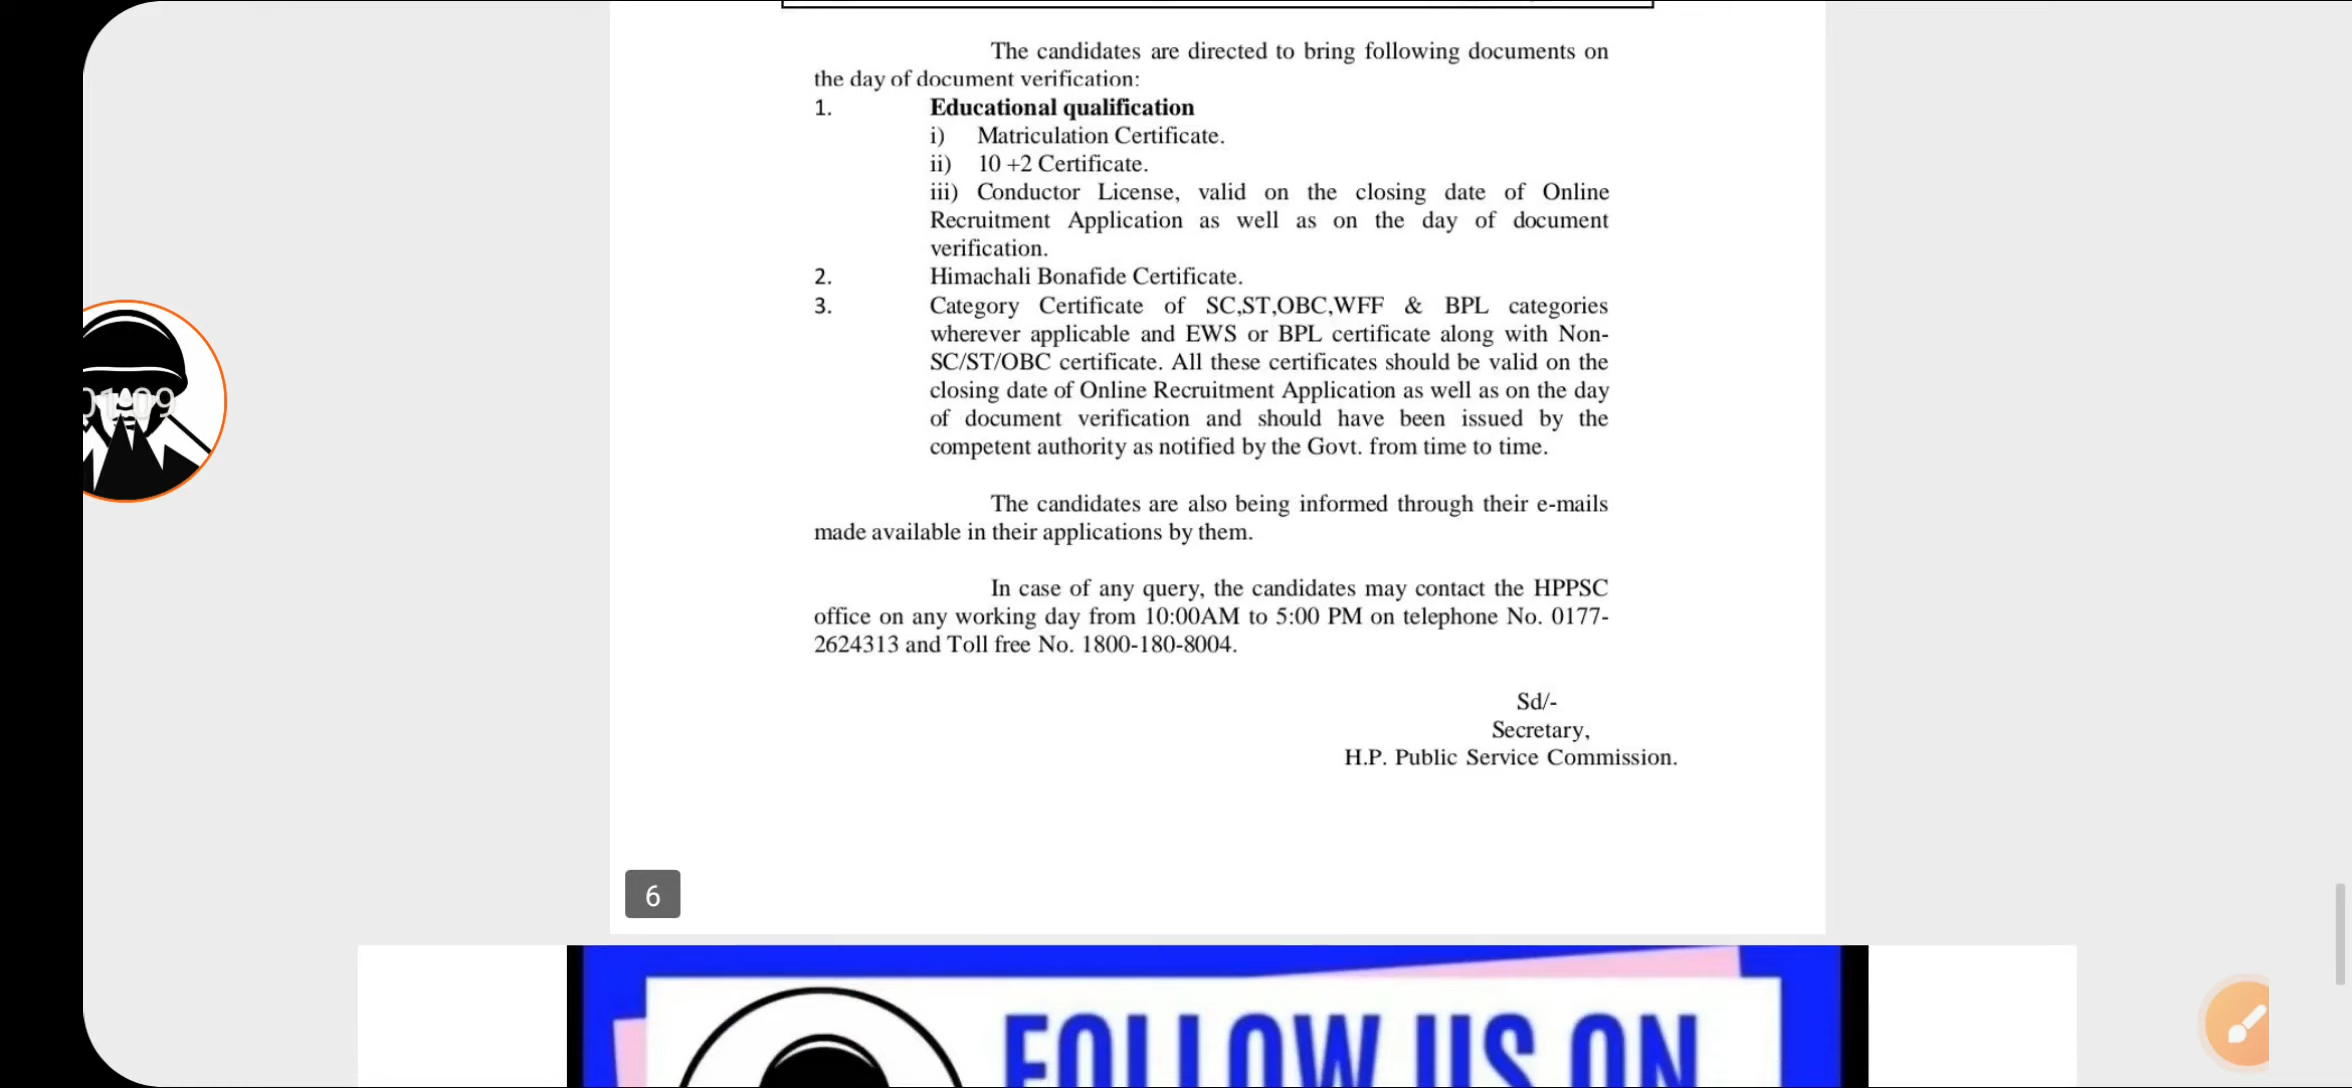 The candidates are directed to bring following documents on
the day of document verification:
1. Educational qualification
i) Matriculation Certificate.
ii) 10 +2 Certificate.
iii) Conductor License, valid on the closing date of Online
Recruitment Application as well as on the day of document
verification.
2. Himachali Bonafide Certificate.
3. Category Certificate of SC,ST,OBC,WFF & BPL categories
wherever applicable and EWS or BPL certificate along with Non-
SC/ST/OBC certificate. All these certificates should be valid on the
closing date of Online Recruitment Application as well as on the day
of document verification and should have been issued by the
competent authority as notified by the Govt. from time to time.
The candidates are also being informed through their e-mails
made available in their applications by them.
In case of any query, the candidates may contact the HPPSC
office on any working day from 10:00AM to 5:00 PM on telephone No. 0177-
2624313 and Toll free No. 1800-180-8004.
Sd/-
Secretary,
H.P. Public Service Commission.
6
FOLLOW US ON